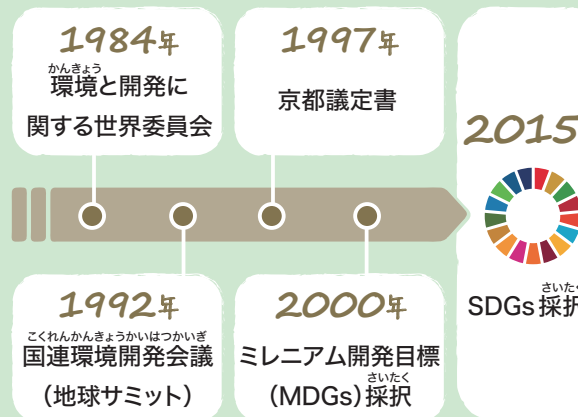 1984年
かんきょう
環境と開発に
関する世界委員会
1992年
こくれんかんきょうかいはつかいぎ
国連環境開発会議
(地球サミット)
1997年
京都議定書
2000年
ミレニアム開発目標
さいたく
(MDGs)採択
2015
さいたく
SDGs採択